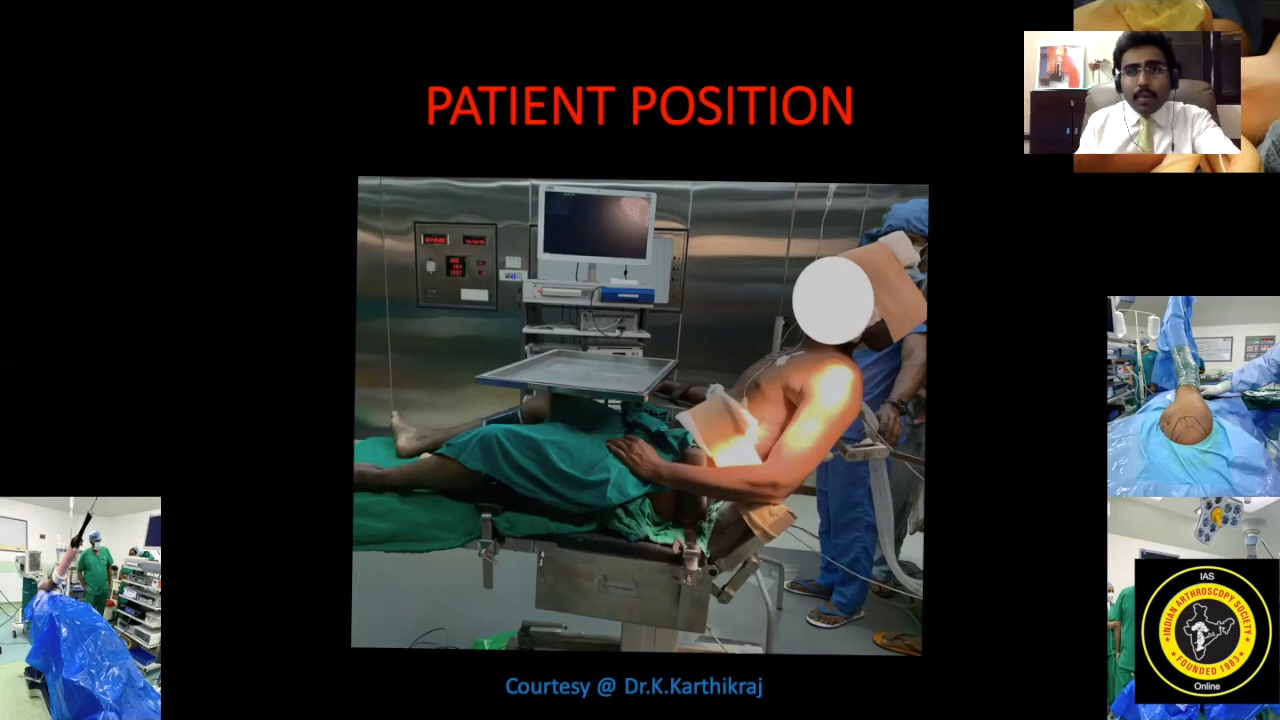 PATIENT POSITION
Courtesy @ Dr.K.Karthikraj
IAS
INDIAN ARTHROSCOPY SOCIETY
FOUNDED 1983
Online